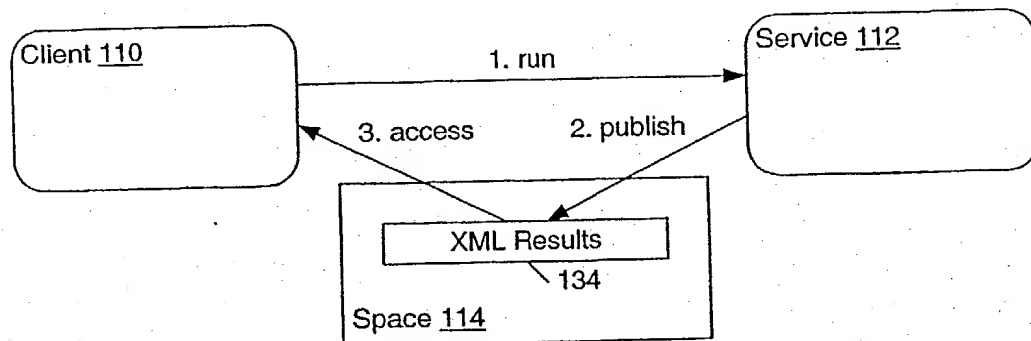 Client 110
Service 112
1. run
3. access
2. publish
XML Results
134
Space 114